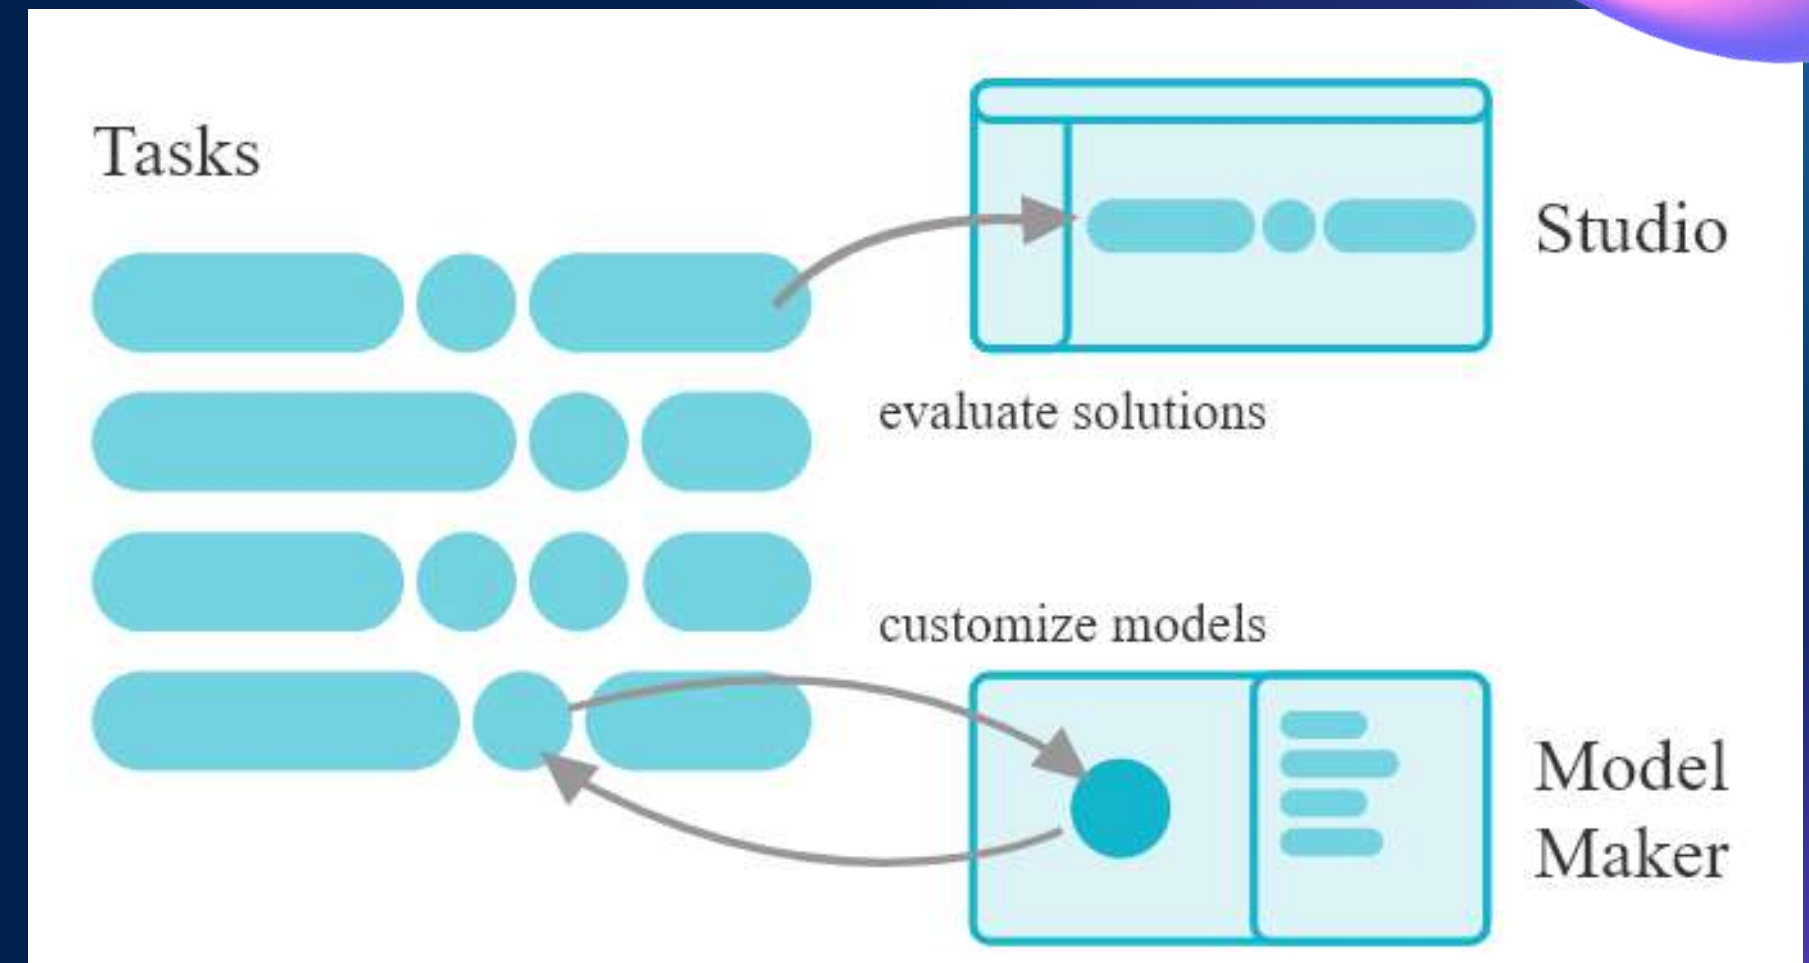 Tasks
Studio
evaluate solutions
customize models
Model
Maker